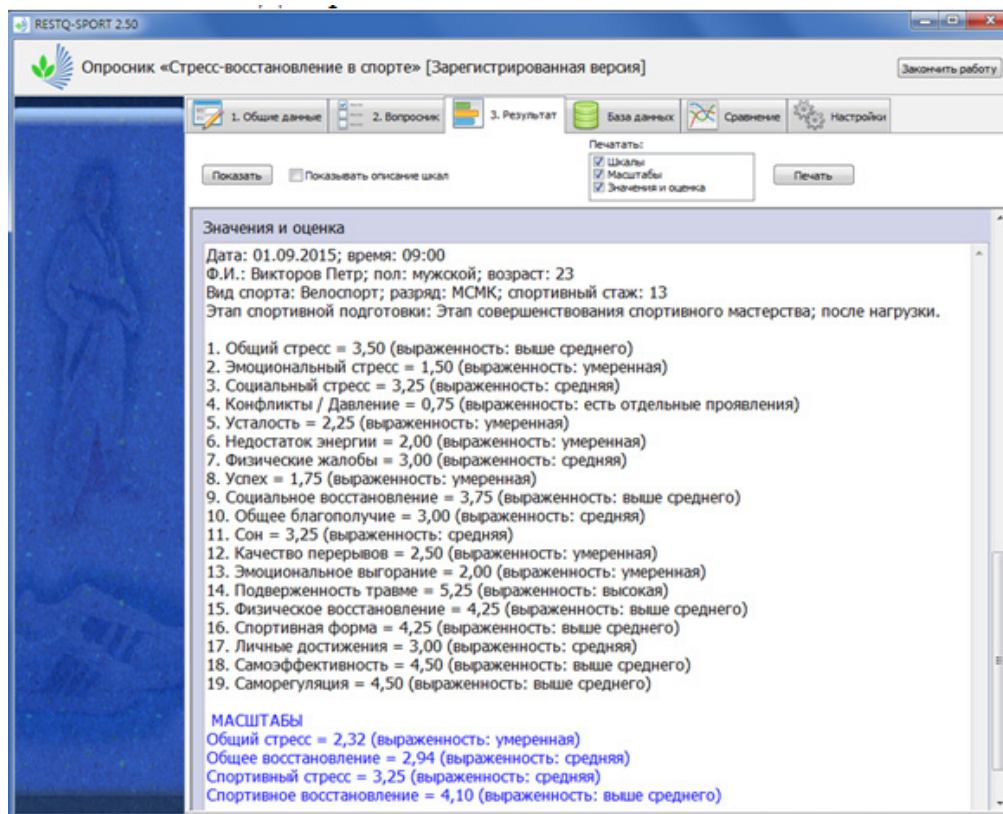 RESTQ-SPORT 2.50
Опросник «Стресс-восстановление в спорте» [Зарегистрированная версия]
Закончить работу
1. Общие данные
2. Вопросник
3. Результат
База данных
Сравнение
Настройки
Печатать:
Показать
Показывать описание шкал
Шкалы
Масштабы
Значения и оценка
Печать
Значения и оценка
Дата: 01.09.2015; время: 09:00
Ф.И.: Викторов Петр; пол: мужской; возраст: 23
Вид спорта: Велоспорт; разряд: МСМК; спортивный стаж: 13
Этап спортивной подготовки: Этап совершенствования спортивного мастерства; после нагрузки.
1. Общий стресс = 3,50 (выраженность: выше среднего)
2. Эмоциональный стресс = 1,50 (выраженность: умеренная)
3. Социальный стресс = 3,25 (выраженность: средняя)
4. Конфликты / Давление = 0,75 (выраженность: есть отдельные проявления)
5. Усталость = 2,25 (выраженность: умеренная)
6. Недостаток энергии = 2,00 (выраженность: умеренная)
7. Физические жалобы = 3,00 (выраженность: средняя)
8. Успех = 1,75 (выраженность: умеренная)
9. Социальное восстановление = 3,75 (выраженность: выше среднего)
10. Общее благополучие = 3,00 (выраженность: средняя)
11. Сон = 3,25 (выраженность: средняя)
12. Качество перерывов = 2,50 (выраженность: умеренная)
13. Эмоциональное выгорание = 2,00 (выраженность: умеренная)
14. Подверженность травме = 5,25 (выраженность: высокая)
15. Физическое восстановление = 4,25 (выраженность: выше среднего)
16. Спортивная форма = 4,25 (выраженность: выше среднего)
17. Личные достижения = 3,00 (выраженность: средняя)
18. Самоэффективность = 4,50 (выраженность: выше среднего)
19. Саморегуляция = 4,50 (выраженность: выше среднего)
МАСШТАБЫ
Общий стресс = 2,32 (выраженность: умеренная)
Общее восстановление = 2,94 (выраженность: средняя)
Спортивный стресс = 3,25 (выраженность: средняя)
Спортивное восстановление = 4,10 (выраженность: выше среднего)